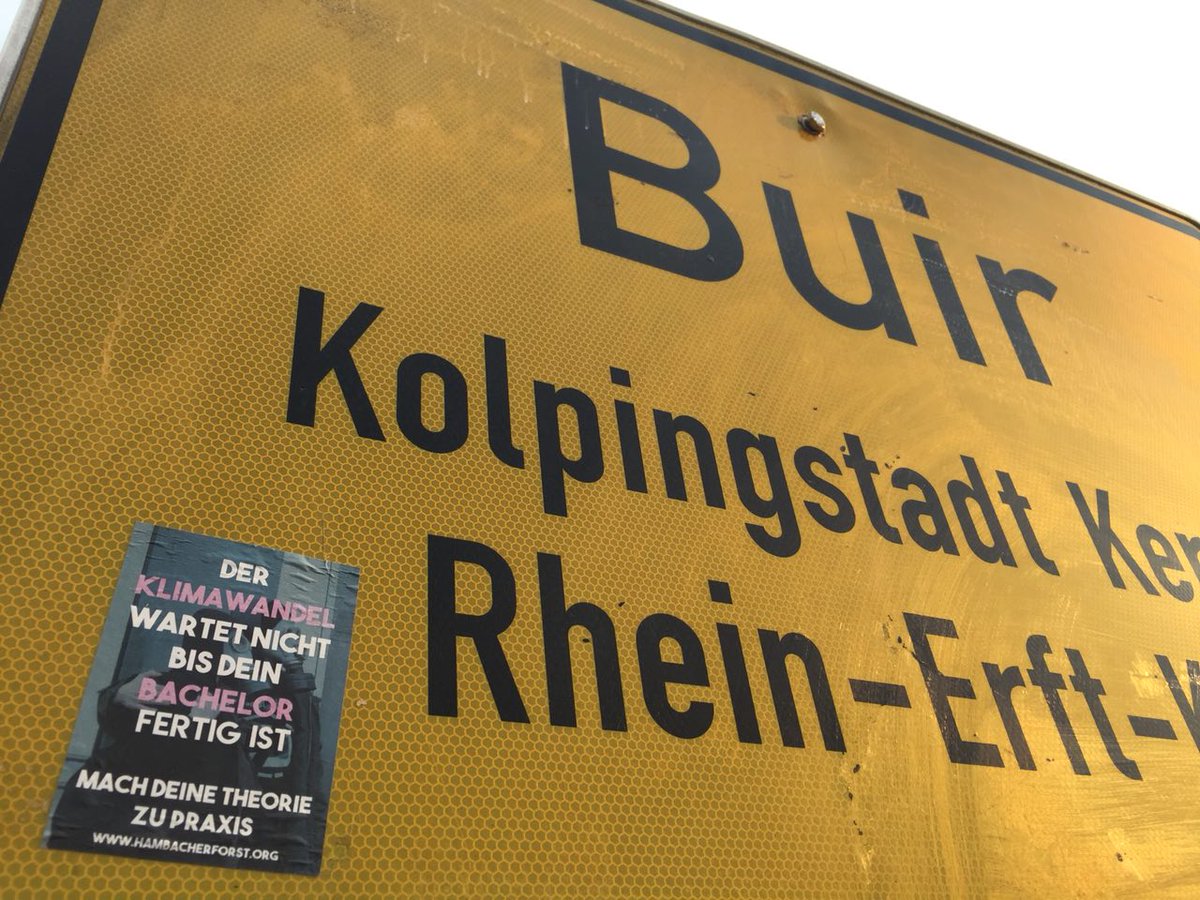 Buir
Kolpingstadt
Rhein-Erft-
DER
KLIMAWANDEL
WARTET NICHT
BIS DEIN
BACHELOR
FERTIG IST
MACH DEINE THEORIE
ZU PRAXIS
WWW.HAMBACHERFORST.ORG